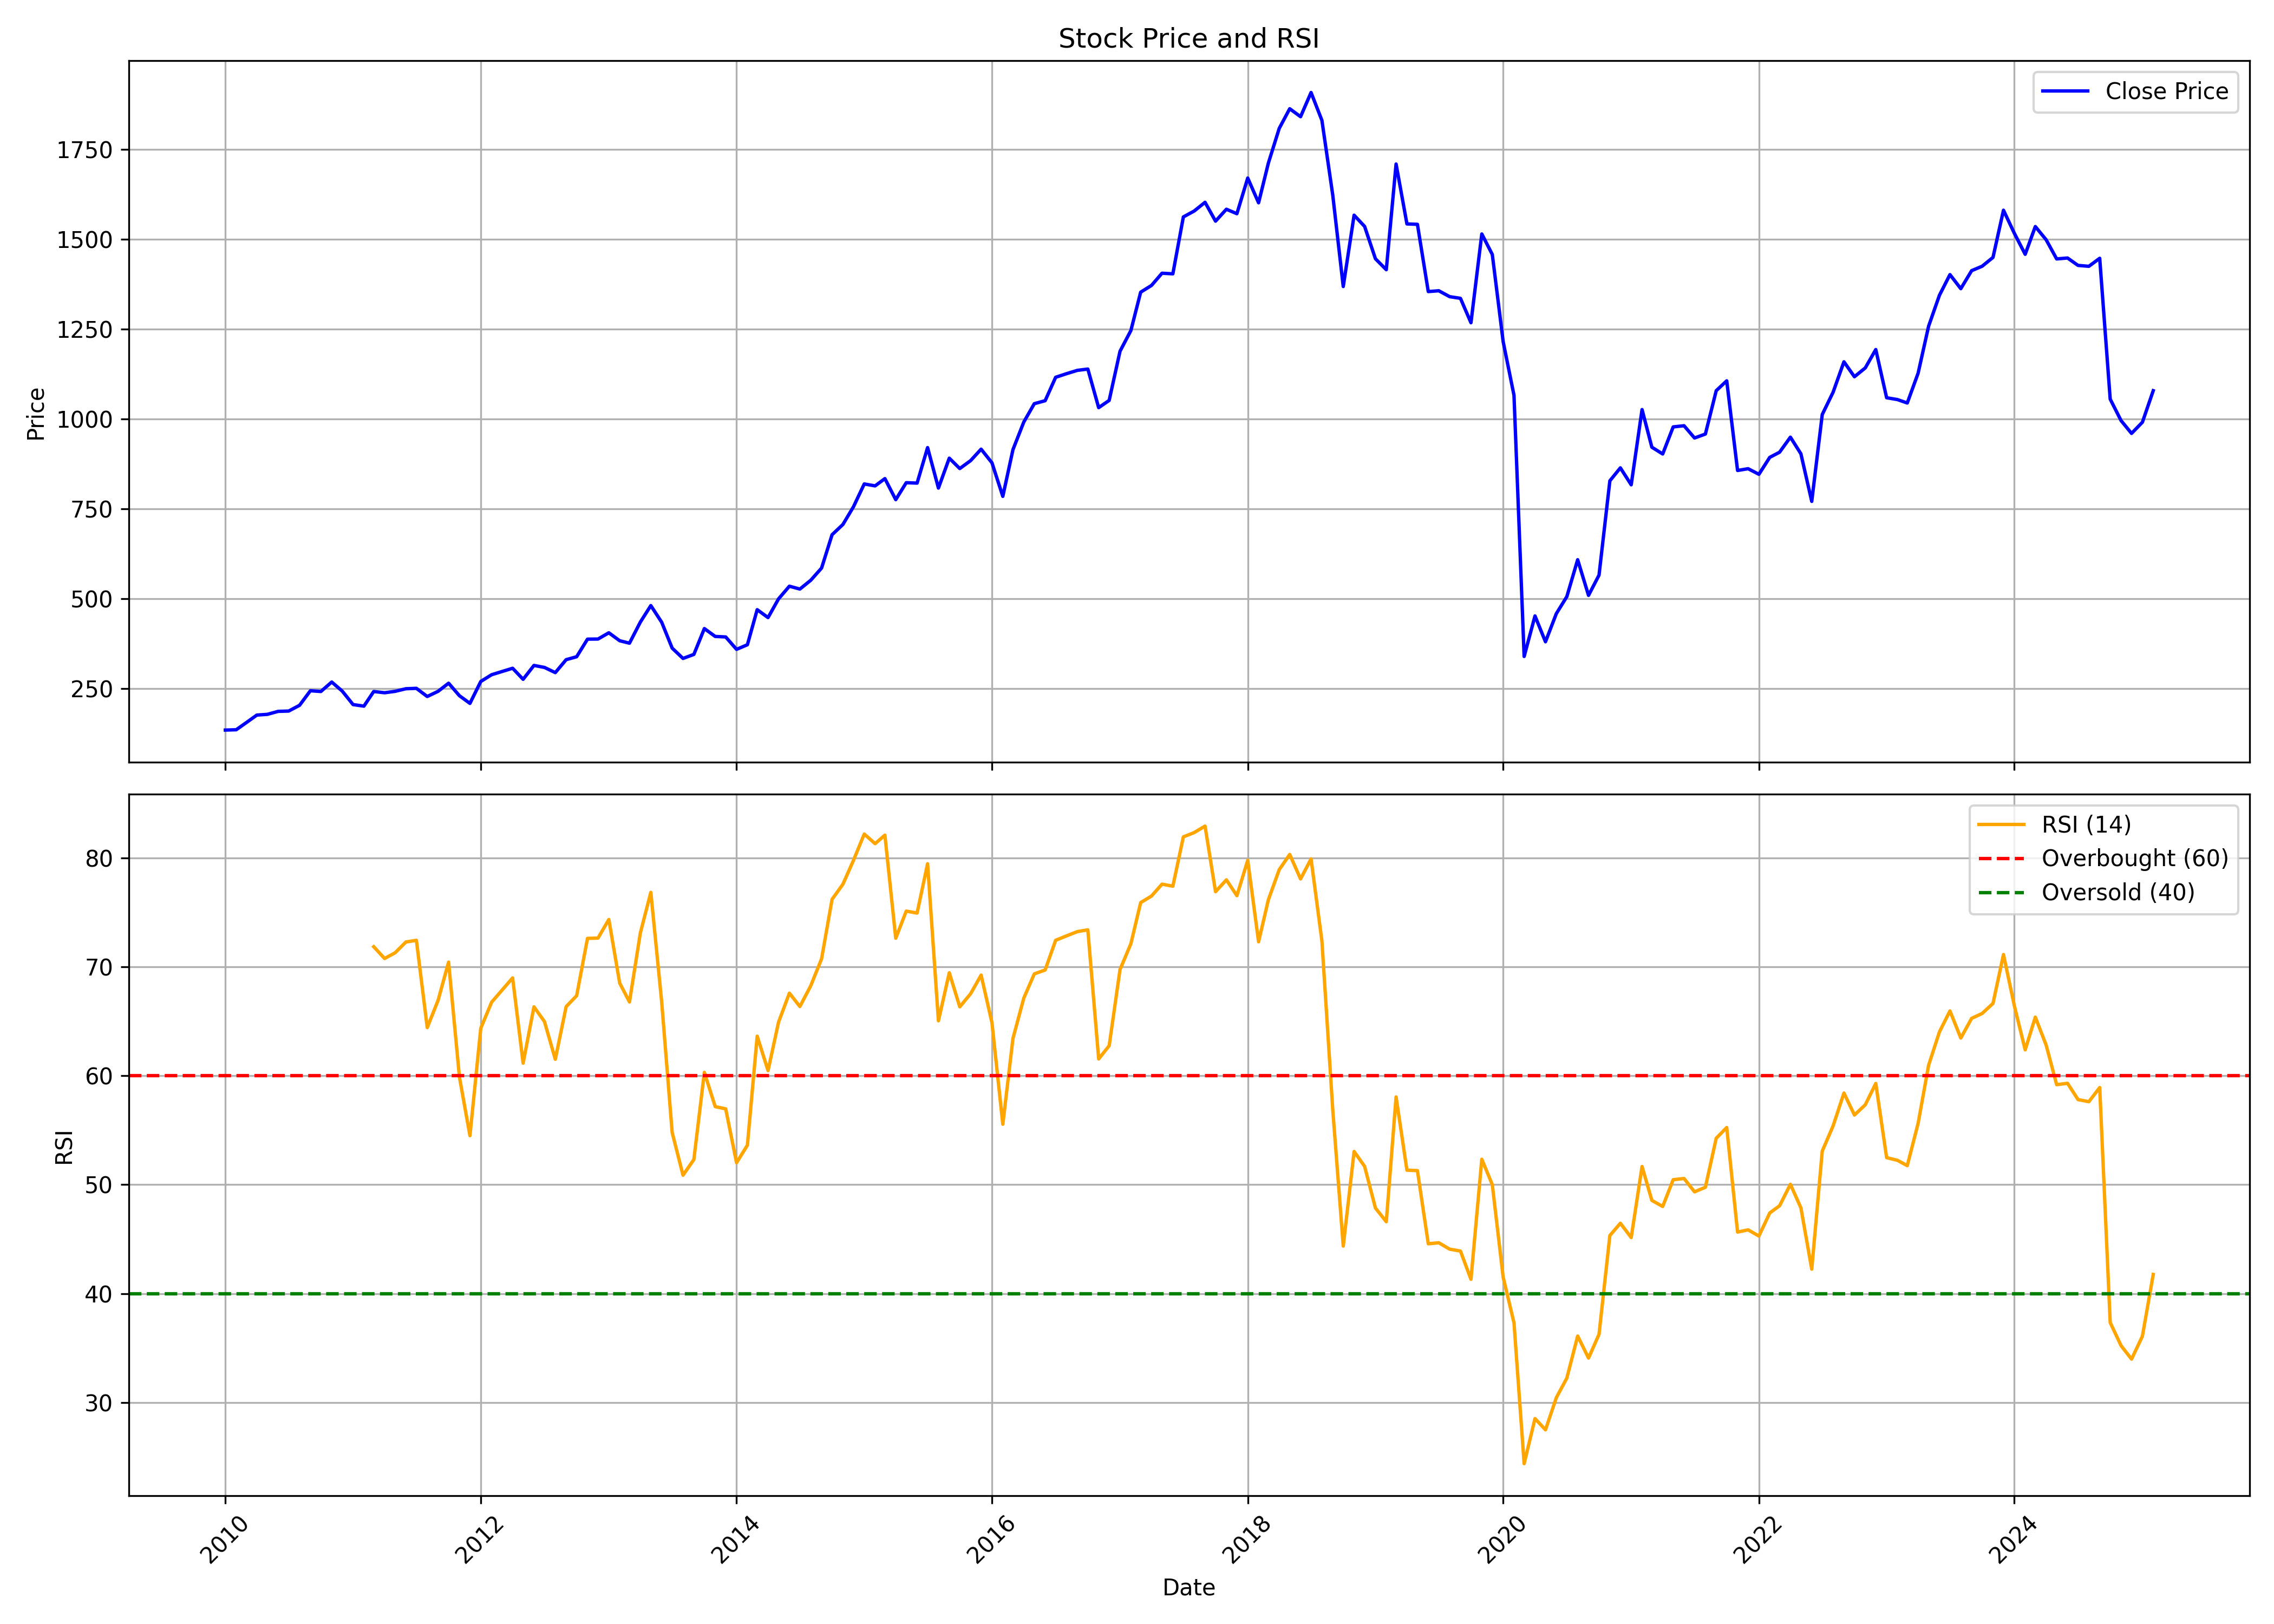 Stock Price and RSI
Close Price
Price
1750
1500
1250
1000
750
500
250
RSI (14)
Overbought (60)
Oversold (40)
RSI
80
70
60
50
40
30
2010
2012
2014
2016
2018
2020
2022
2024
Date